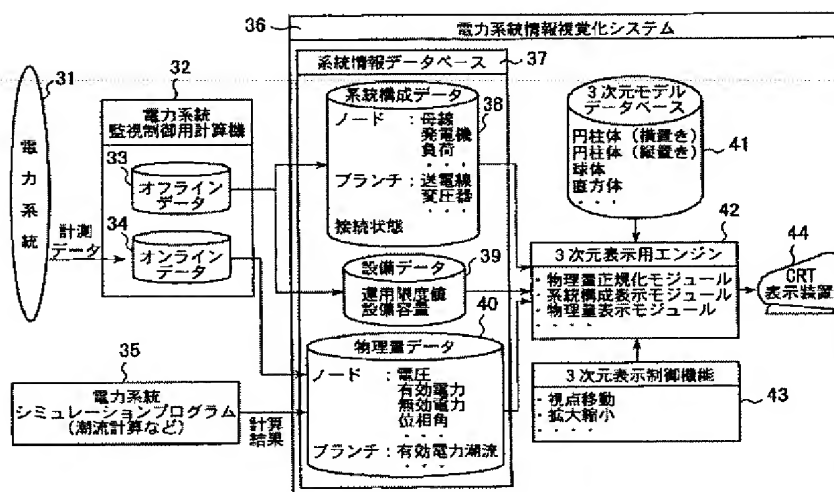 36
電力系統情報視覚化システム
31
電力系統
計測
データ
32
電力系統
監視制御用計算機
33
オフライン
データ
34
オンライン
データ
35
電力系統
シミュレーションプログラム
(潮流計算など)
計算
結果
系統情報データベース
37
系統構成データ
38
ノード :母線
発電機
負荷
・・・
ブランチ:送電線
変圧器
・・・
接続状態
設備データ
39
運用限度値
設備容量
40
物理量データ
ノード :電圧
有効電力
無効電力
位相角
・・・
ブランチ:有効電力潮流
・・・
3次元モデル
データベース
41
円柱体(横置き)
円柱体(縦置き)
球体
直方体
・・・
42
3次元表示用エンジン
・物理量正規化モジュール
・系統構成表示モジュール
・物理量表示モジュール
・・・・
44
CRT
表示装置
3次元表示制御機能
43
・視点移動
・拡大縮小
・・・・